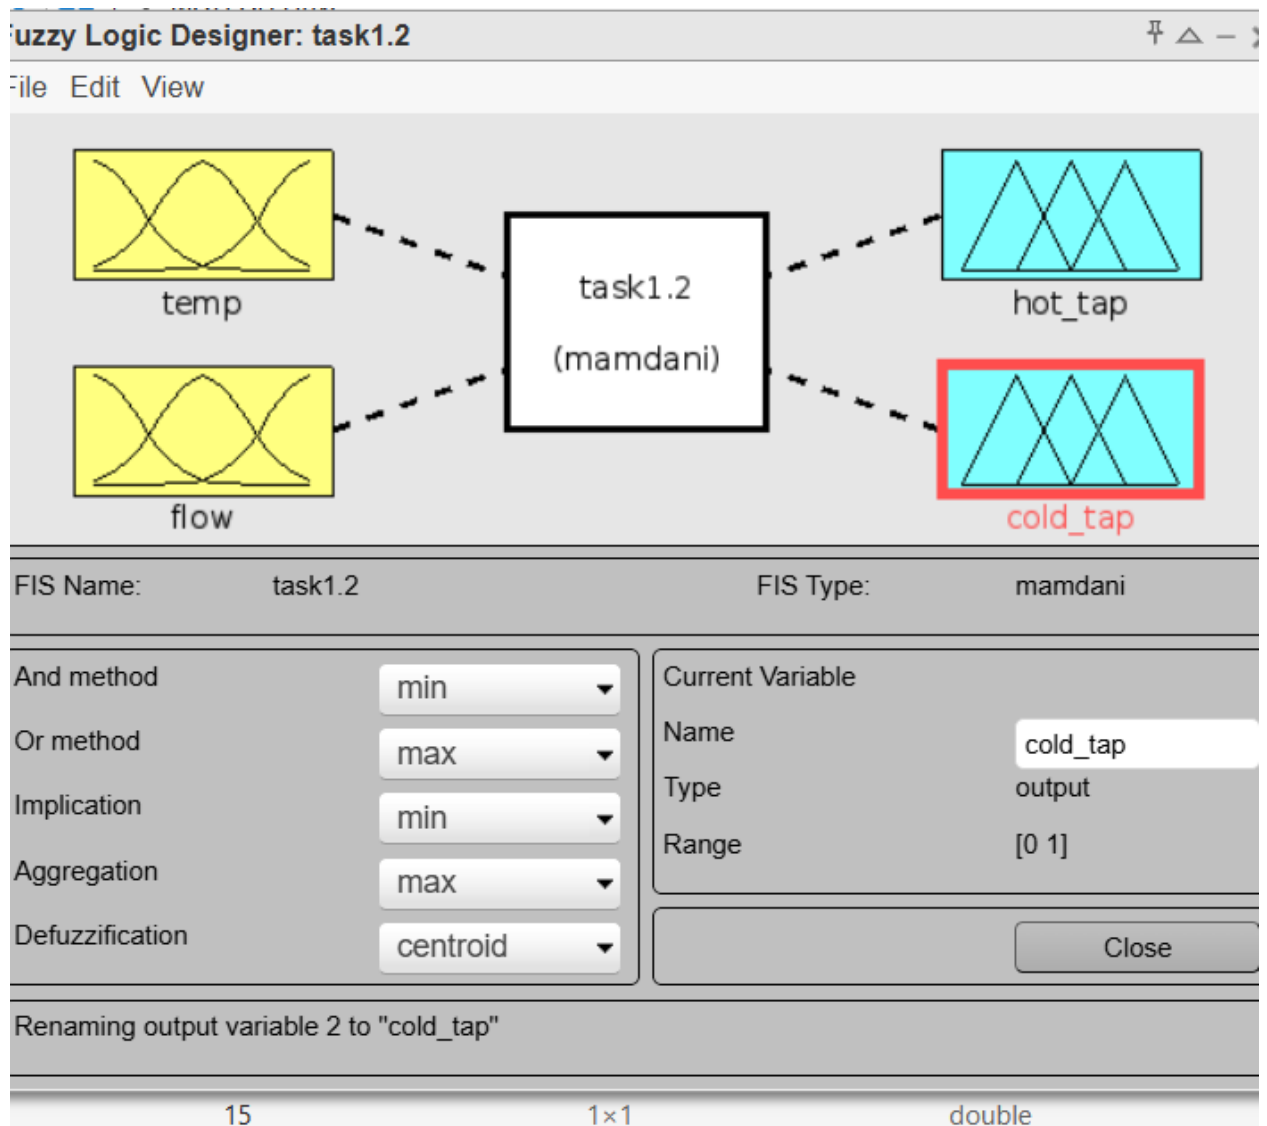 uzzy Logic Designer: task1.2
File Edit View
temp
task1.2
(mamdani)
hot_tap
flow
cold_tap
FIS Name: task1.2 FIS Type: mamdani
And method min
Or method max
Implication min
Aggregation max
Defuzzification centroid
Current Variable
Name cold_tap
Type output
Range [0 1]
Close
Renaming output variable 2 to "cold_tap"
15 1×1 double